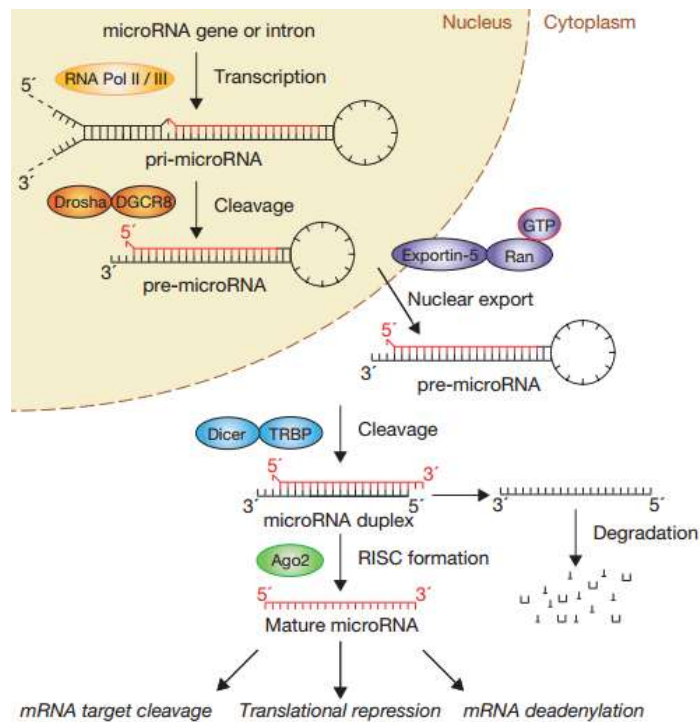 microRNA gene or intron
Nucleus
Cytoplasm
RNA Pol II / III
Transcription
5´
3´
pri-microRNA
Drosha
DGCR8
Cleavage
5´
3´
pre-microRNA
GTP
Exportin-5
Ran
Nuclear export
5´
3´
pre-microRNA
Dicer
TRBP
Cleavage
5´
3´
3´
5´
microRNA duplex
3´
5´
Degradation
Ago2
RISC formation
5´
3´
Mature microRNA
mRNA target cleavage
Translational repression
mRNA deadenylation